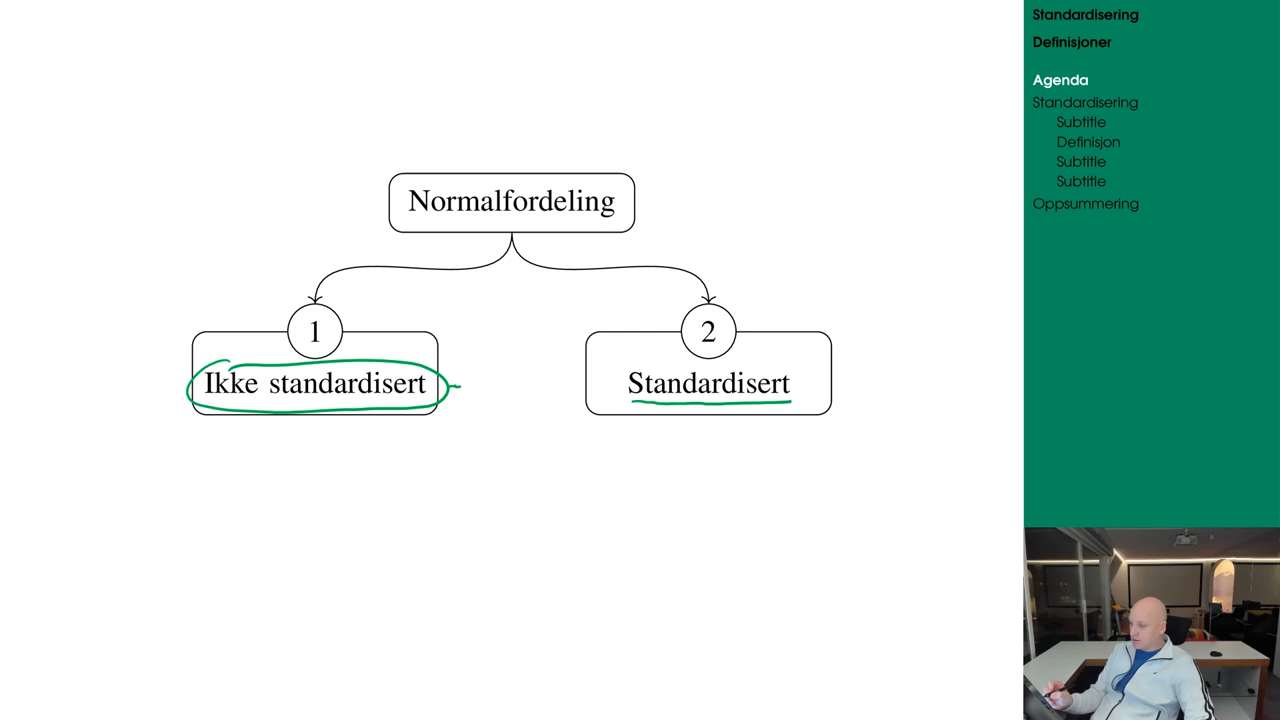 Normalfordeling
1
Ikke standardisert
2
Standardisert
Standardisering
Definisjoner
Agenda
Standardisering
Subtitle
Definisjon
Subtitle
Subtitle
Oppsummering